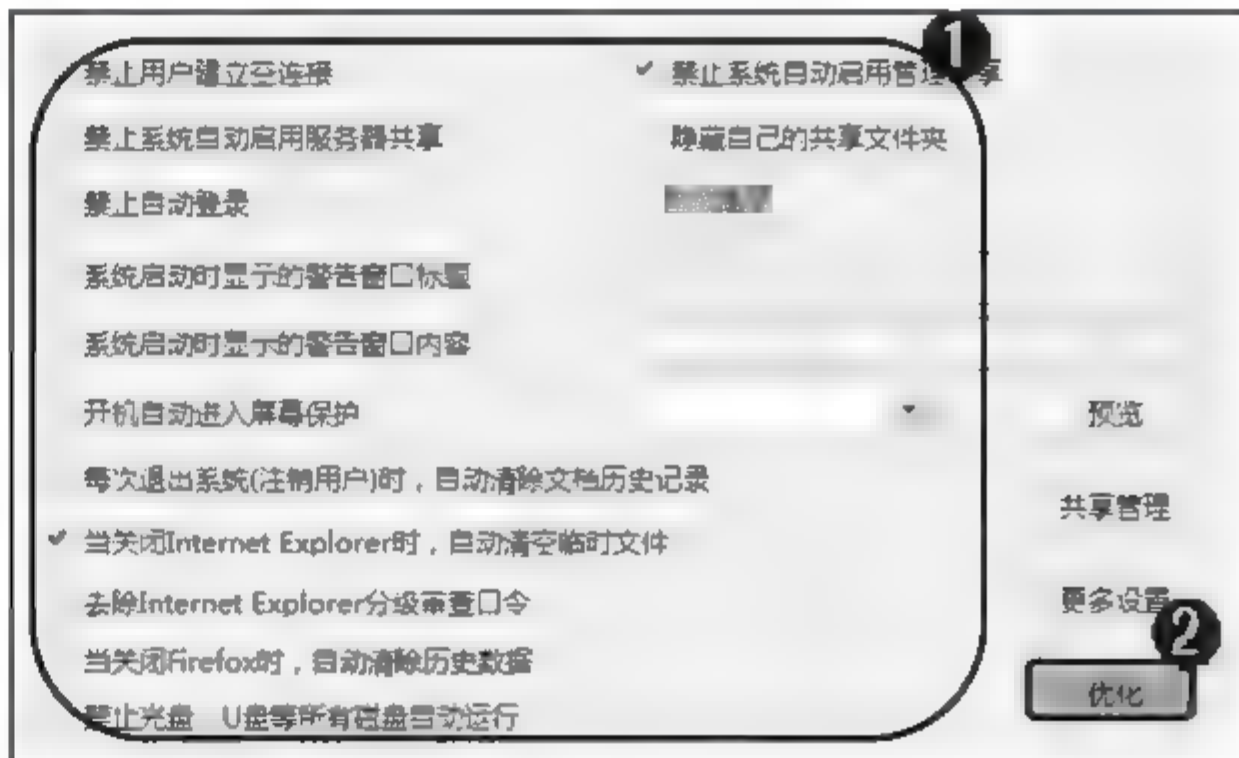 1
禁止用户建立空连接 ✓ 禁止系统自动启用管理共享
禁止系统自动启用服务器共享 隐藏自己的共享文件夹
禁止自动登录
系统启动时显示的警告窗口标题
系统启动时显示的警告窗口内容
开机自动进入屏幕保护 预览
每次退出系统(注销用户)时，自动清除文档历史记录
共享管理
✓ 当关闭Internet Explorer时，自动清空临时文件
去除Internet Explorer分级审查口令 更多设置
2
当关闭Firefox时，自动清除历史数据
优化
禁止光盘 U盘等所有磁盘自动运行